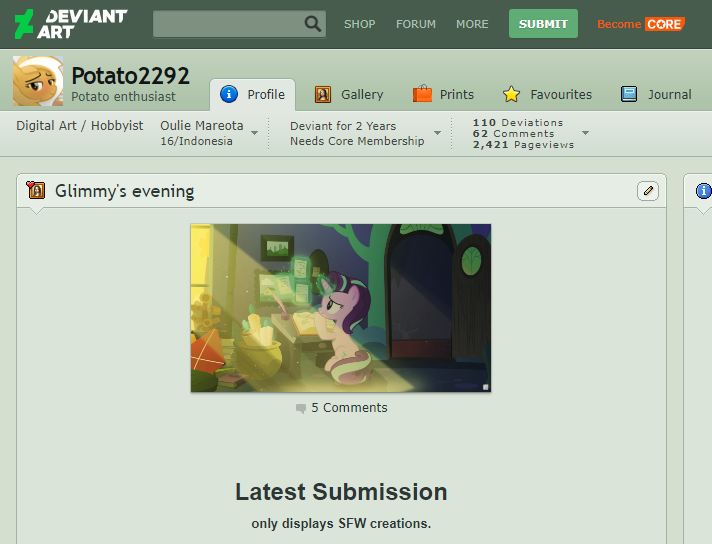 DEVIANT
ART
SHOP
FORUM
MORE
SUBMIT
Become CORE
Potato2292
Potato enthusiast
Profile
Gallery
Prints
Favourites
Journal
Digital Art / Hobbyist
Oulie Mareota
16/Indonesia
Deviant for 2 Years
Needs Core Membership
110 Deviations
62 Comments
2,421 Pageviews
Glimmy's evening
5 Comments
Latest Submission
only displays SFW creations.